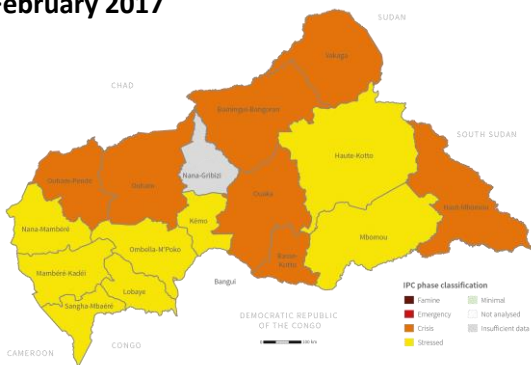 February 2017
SUDAN
CHAD
Vakaga
Bamingui-Bangoran
SOUTH SUDAN
Haute-Kotto
Ouham-Pendé
Ouham
Nana-Gribizi
Ouaka
Haut-Mbomou
Kémo
Nana-Mambéré
Ombella-M'Poko
Mbomou
Basse-
Kotto
Mambéré-Kadéï
Bangui
Lobaye
Sangha-Mbaéré
DEMOCRATIC REPUBLIC
OF THE CONGO
CAMEROON
CONGO
IPC phase classification
Famine
Emergency
Crisis
Stressed
Minimal
Not analysed
Insufficient data